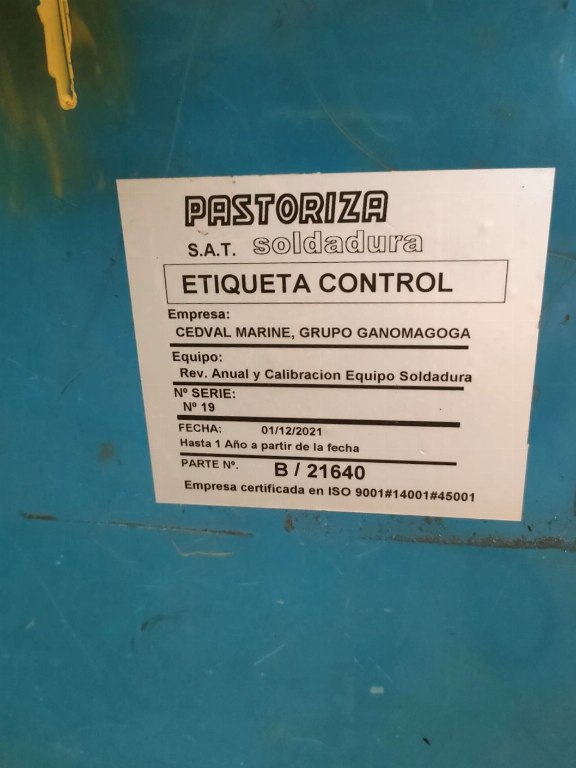 PASTORIZA
S.A.T. soldadura
ETIQUETA CONTROL
Empresa:
CEDVAL MARINE, GRUPO GANOMAGOGA
Equipo:
Rev. Anual y Calibracion Equipo Soldadura
Nº SERIE:
Nº 19
FECHA: 01/12/2021
Hasta 1 Año a partir de la fecha
PARTE Nº. B / 21640
Empresa certificada en ISO 9001#14001#45001